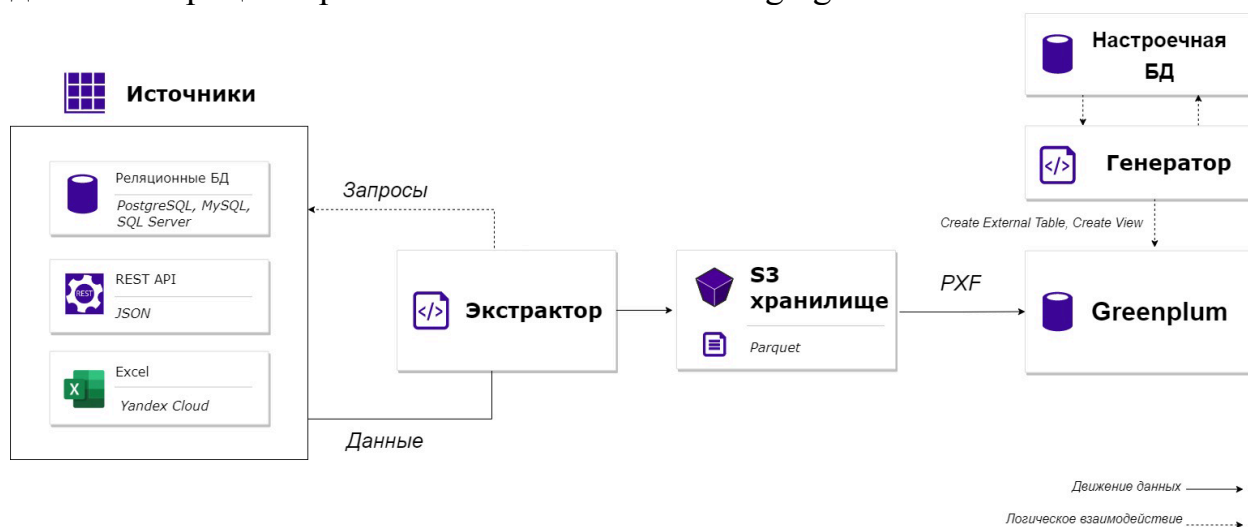 Источники
Реляционные БД
PostgreSQL, MySQL,
SQL Server
REST
REST API
JSON
X
Excel
Yandex Cloud
Запросы
Данные
</>
Экстрактор
S3
хранилище
Parquet
PXF
Настроечная
БД
</>
Генератор
Create External Table, Create View
Greenplum
Движение данных
Логическое взаимодействие